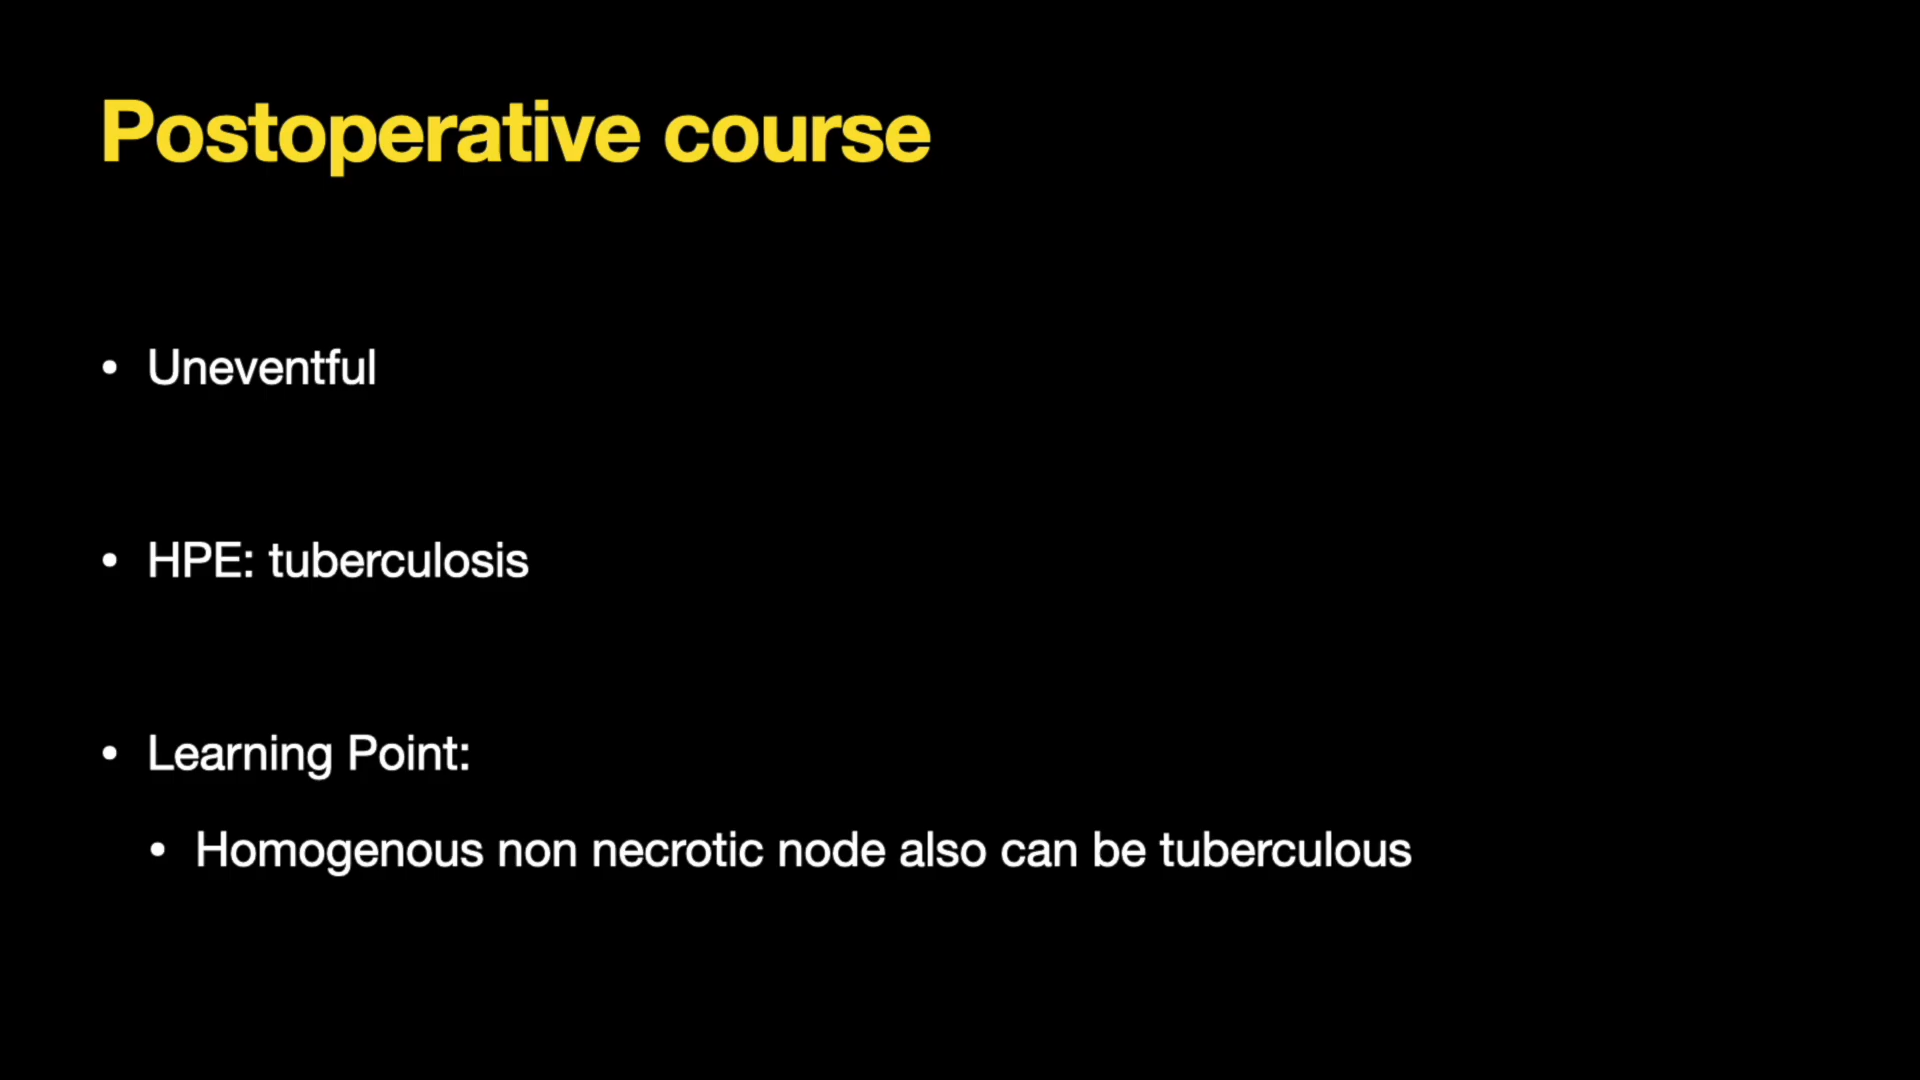 Postoperative course
• Uneventful
• HPE: tuberculosis
• Learning Point:
• Homogenous non necrotic node also can be tuberculous